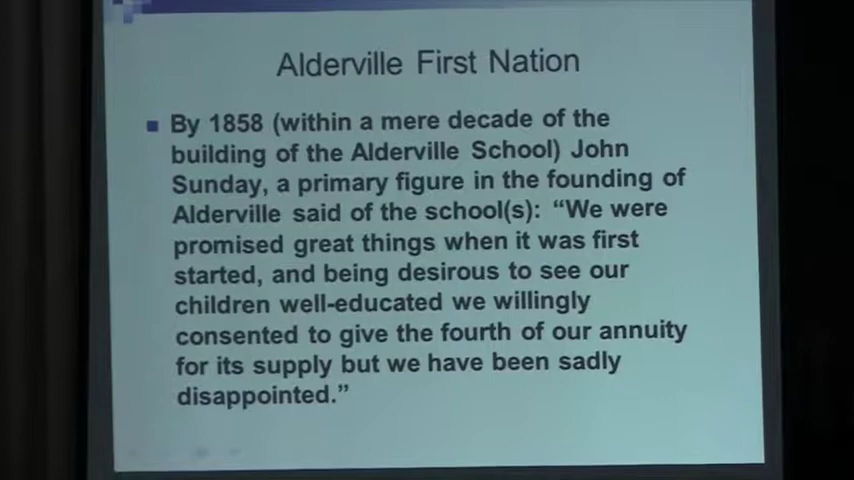 Alderville First Nation
■ By 1858 (within a mere decade of the
building of the Alderville School) John
Sunday, a primary figure in the founding of
Alderville said of the school(s): “We were
promised great things when it was first
started, and being desirous to see our
children well-educated we willingly
consented to give the fourth of our annuity
for its supply but we have been sadly
disappointed.”